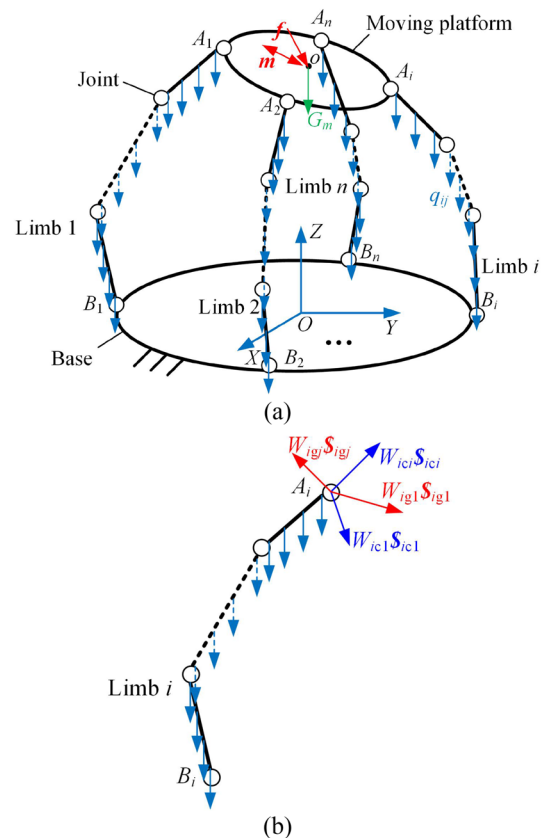 Moving platform
A₁
f
Aₙ
m
o
Aᵢ
Joint
A₂
Gₘ
Limb n
qᵢⱼ
Limb 1
Z
Bₙ
Limb i
B₁
Limb 2
O
Y
Bᵢ
Base
X
B₂
...
(a)
Wᵢgⱼ$ᵢgⱼ
Wᵢcᵢ$ᵢcᵢ
Aᵢ
Wᵢg₁$ᵢg₁
Wᵢc₁$ᵢc₁
Limb i
Bᵢ
(b)